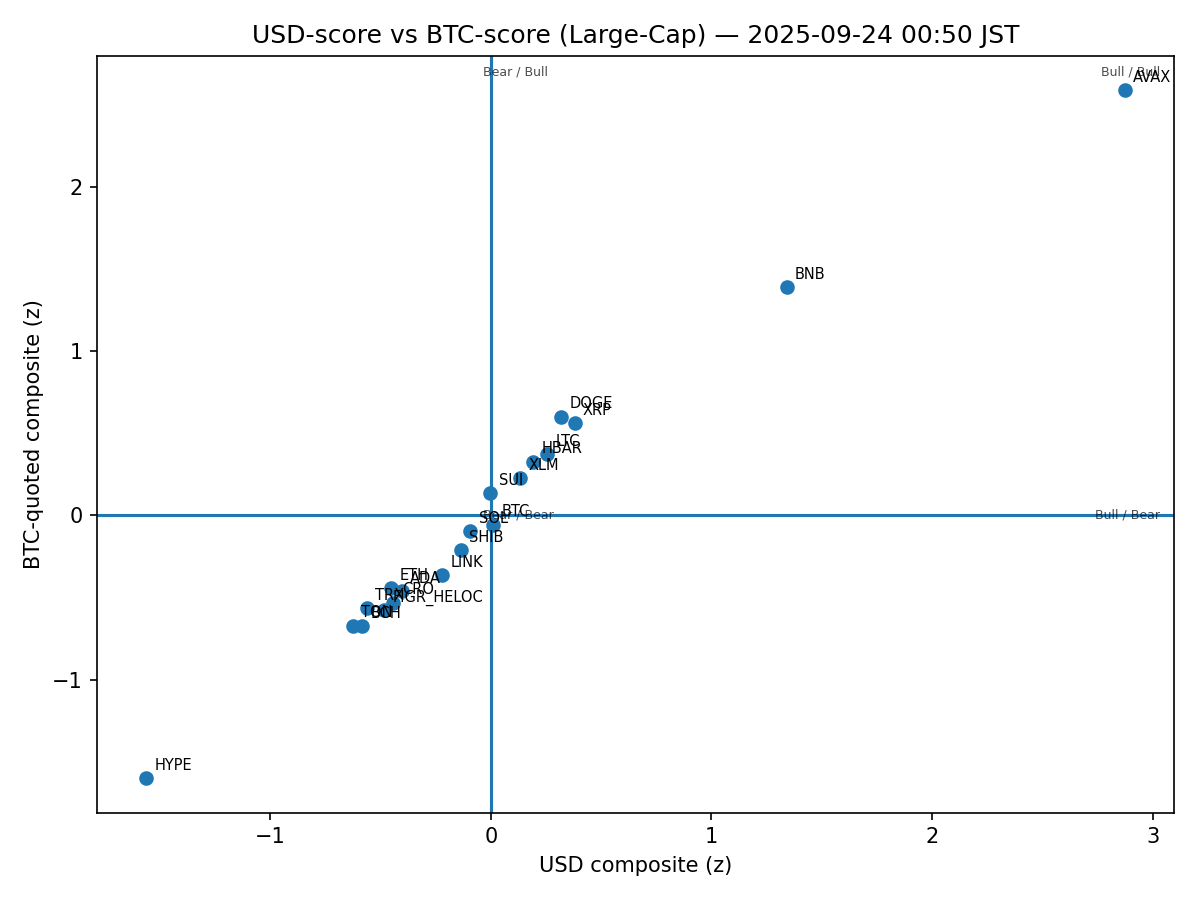 USD-score vs BTC-score (Large-Cap) — 2025-09-24 00:50 JST
Bear / Bull
Bull / Bull
AVAX
2
BNB
1
DOGE
XRP
LTC
HBAR
XLM
SUI
BTC
0
SOL
Bear / Bear
Bull / Bear
SHIB
LINK
ETH
ADA
CRO
TRX
FIGR_HELOC
TON
BCH
−1
HYPE
−1
0
1
2
3
USD composite (z)
BTC-quoted composite (z)